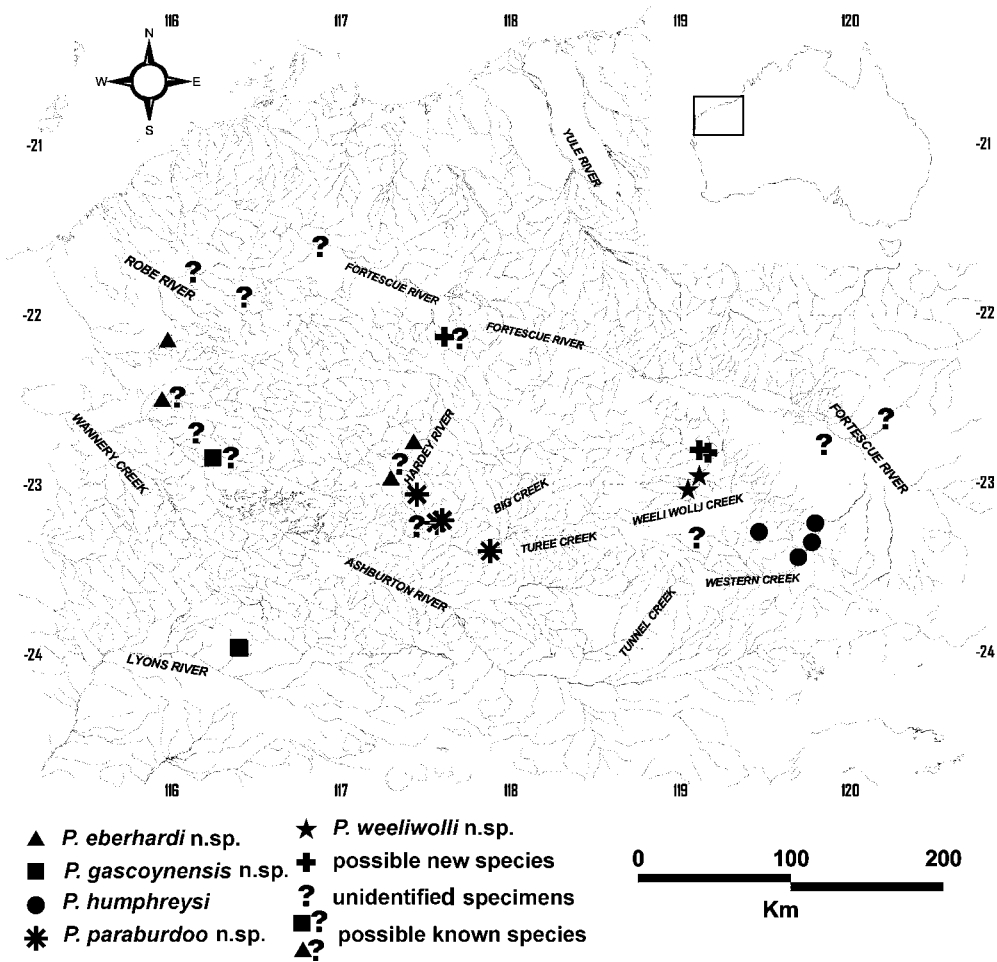 116 117 118 119 120
N
W E
S
-21 -21
YULE RIVER
ROBE RIVER
?
?
?
FORTESCUE RIVER
-22 -22
FORTESCUE RIVER
?
?
?
?
?
?
?
FORTESCUE RIVER
WANNERY CREEK
HARDEY RIVER
-23 -23
BIG CREEK
WEELI WOLLI CREEK
?
?
TUREE CREEK
ASHBURTON RIVER
WESTERN CREEK
TUNNEL CREEK
-24 -24
LYONS RIVER
116 117 118 119 120
P. eberhardi n.sp.
P. gascoynensis n.sp.
P. humphreysi
P. paraburdoo n.sp.
P. weeliwolli n.sp.
possible new species
? unidentified specimens
? possible known species
?
0 100 200
Km